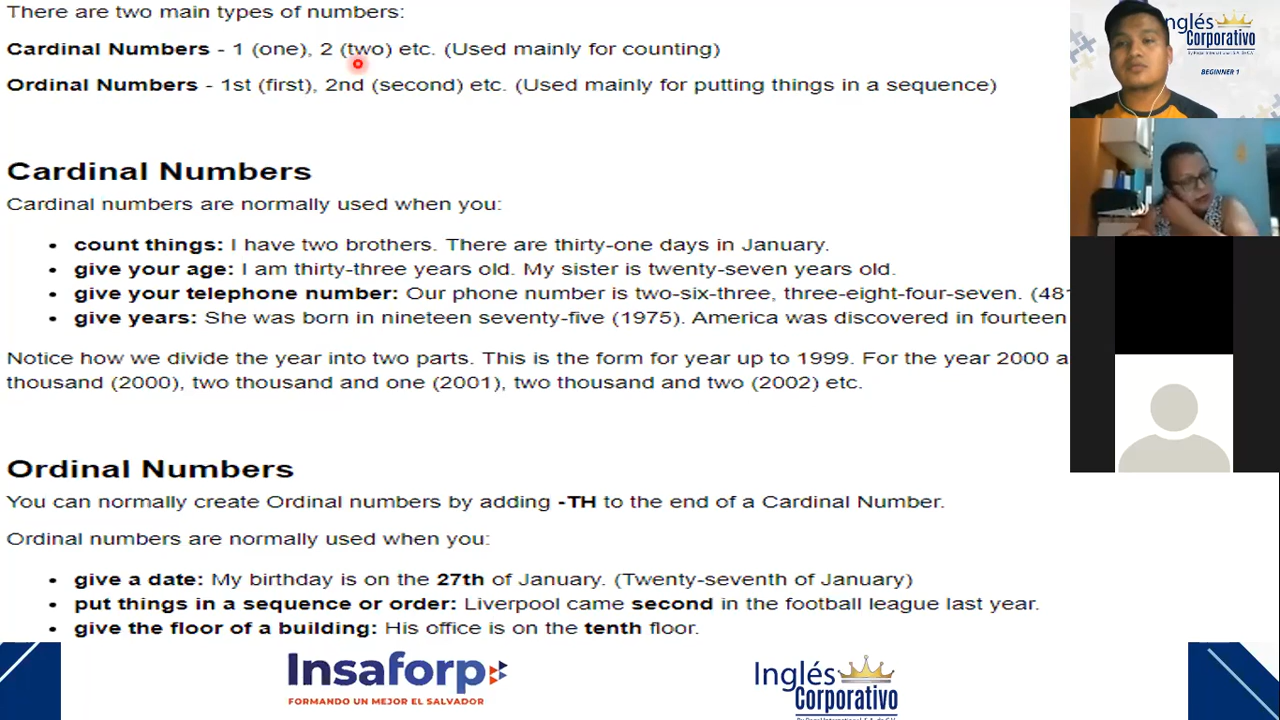 There are two main types of numbers:
Cardinal Numbers - 1 (one), 2 (two) etc. (Used mainly for counting)
Ordinal Numbers - 1st (first), 2nd (second) etc. (Used mainly for putting things in a sequence)
Cardinal Numbers
Cardinal numbers are normally used when you:
• count things: I have two brothers. There are thirty-one days in January.
• give your age: I am thirty-three years old. My sister is twenty-seven years old.
• give your telephone number: Our phone number is two-six-three, three-eight-four-seven. (481
• give years: She was born in nineteen seventy-five (1975). America was discovered in fourteen
Notice how we divide the year into two parts. This is the form for year up to 1999. For the year 2000 a
thousand (2000), two thousand and one (2001), two thousand and two (2002) etc.
Ordinal Numbers
You can normally create Ordinal numbers by adding -TH to the end of a Cardinal Number.
Ordinal numbers are normally used when you:
• give a date: My birthday is on the 27th of January. (Twenty-seventh of January)
• put things in a sequence or order: Liverpool came second in the football league last year.
• give the floor of a building: His office is on the tenth floor.
Insaforp
FORMANDO UN MEJOR EL SALVADOR
Inglés
Corporativo
nglés
Corporativo
BEGINNER 1